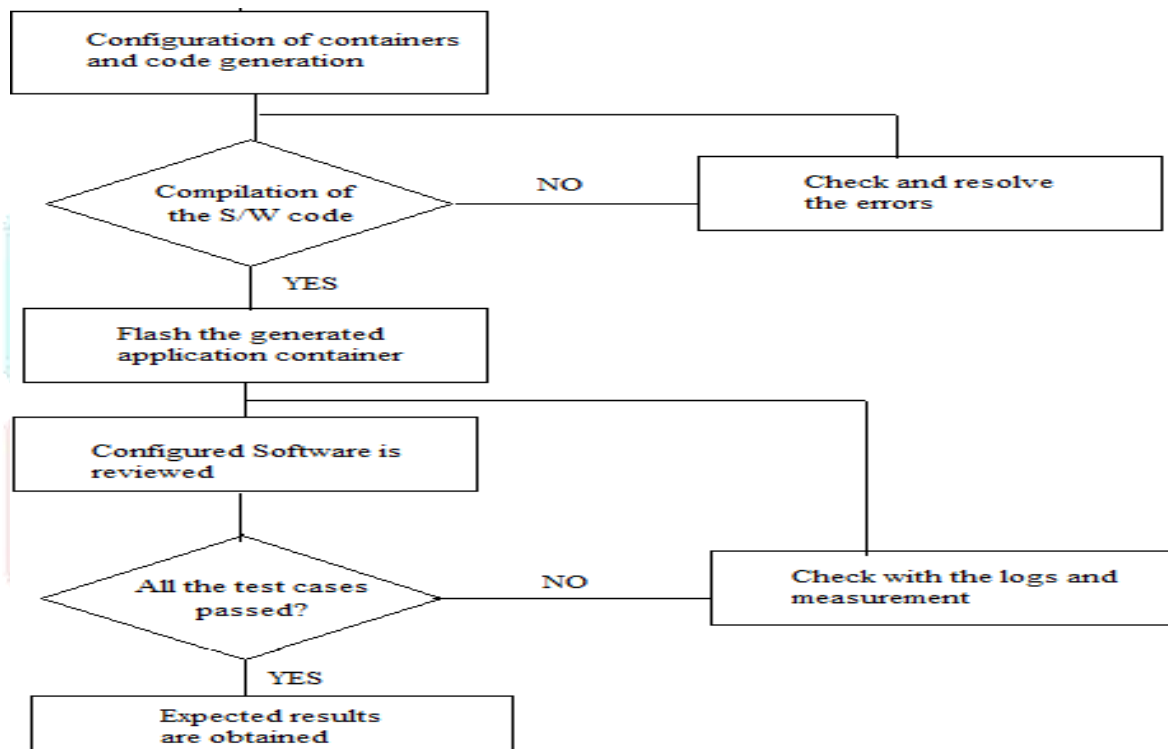 Configuration of containers
and code generation
Compilation of
the S/W code
NO
Check and resolve
the errors
YES
Flash the generated
application container
Configured Software is
reviewed
All the test cases
passed?
NO
Check with the logs and
measurement
YES
Expected results
are obtained